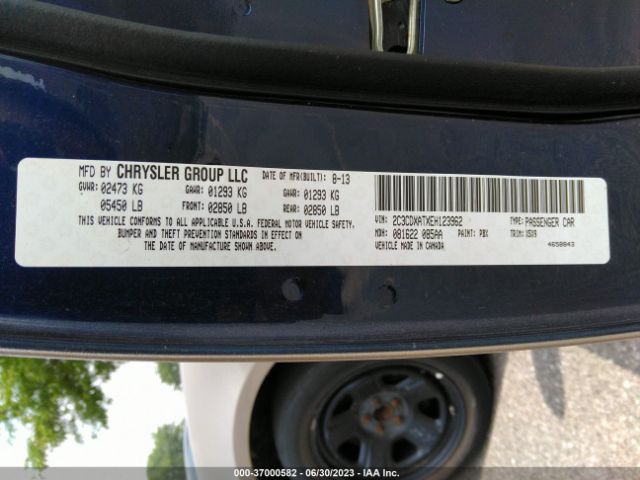 MFD BY CHRYSLER GROUP LLC DATE OF MFR(BUILT): 8-13
GVWR: 02473 KG GAWR: 01293 KG GAWR: 01293 KG
05450 LB FRONT: 02850 LB REAR: 02850 LB
THIS VEHICLE CONFORMS TO ALL APPLICABLE U.S.A. FEDERAL MOTOR VEHICLE SAFETY,
BUMPER AND THEFT PREVENTION STANDARDS IN EFFECT ON
THE DATE OF MANUFACTURE SHOWN ABOVE.
VIN: 2C3CDXATXEH123962 TYPE: PASSENGER CAR
MDH: 081622 085AA PAINT: PBX TRIM: X5X9
VEHICLE MADE IN CANADA 4658843
000-37000582 - 06/30/2023 - IAA Inc.